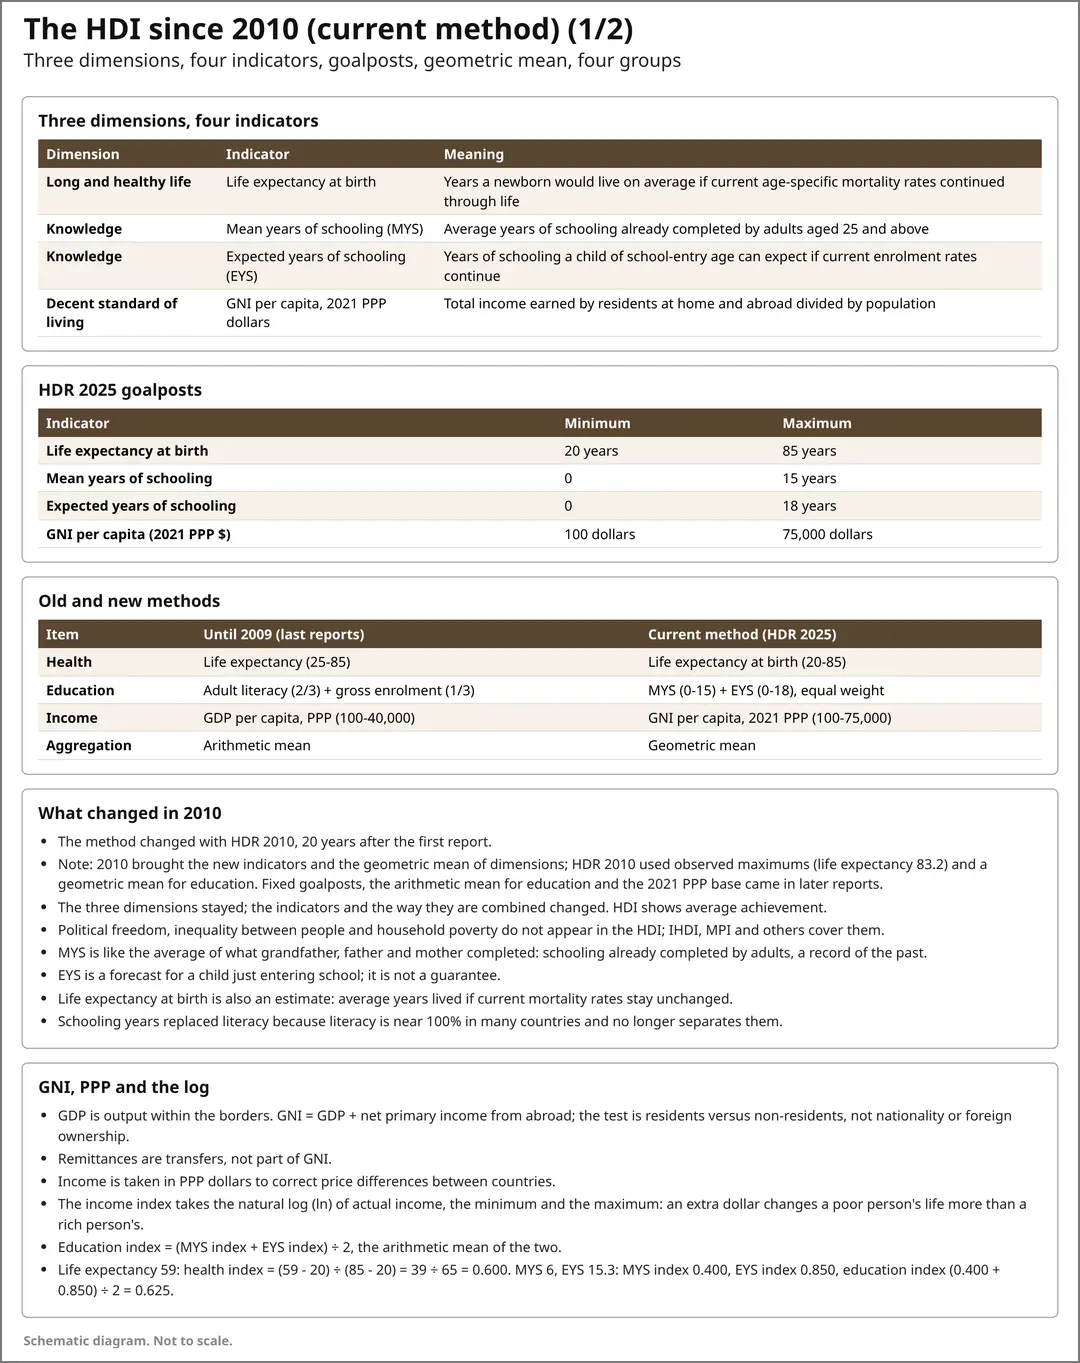 The HDI since 2010 (current method) (1/2)
Three dimensions, four indicators, goalposts, geometric mean, four groups
Three dimensions, four indicators
Dimension Indicator Meaning
Long and healthy life Life expectancy at birth Years a newborn would live on average if current age-specific mortality rates continued
through life
Knowledge Mean years of schooling (MYS) Average years of schooling already completed by adults aged 25 and above
Knowledge Expected years of schooling Years of schooling a child of school-entry age can expect if current enrolment rates
(EYS) continue
Decent standard of GNI per capita, 2021 PPP Total income earned by residents at home and abroad divided by population
living dollars
HDR 2025 goalposts
Indicator Minimum Maximum
Life expectancy at birth 20 years 85 years
Mean years of schooling 0 15 years
Expected years of schooling 0 18 years
GNI per capita (2021 PPP $) 100 dollars 75,000 dollars
Old and new methods
Item Until 2009 (last reports) Current method (HDR 2025)
Health Life expectancy (25-85) Life expectancy at birth (20-85)
Education Adult literacy (2/3) + gross enrolment (1/3) MYS (0-15) + EYS (0-18), equal weight
Income GDP per capita, PPP (100-40,000) GNI per capita, 2021 PPP (100-75,000)
Aggregation Arithmetic mean Geometric mean
What changed in 2010
• The method changed with HDR 2010, 20 years after the first report.
• Note: 2010 brought the new indicators and the geometric mean of dimensions; HDR 2010 used observed maximums (life expectancy 83.2) and a
geometric mean for education. Fixed goalposts, the arithmetic mean for education and the 2021 PPP base came in later reports.
• The three dimensions stayed; the indicators and the way they are combined changed. HDI shows average achievement.
• Political freedom, inequality between people and household poverty do not appear in the HDI; IHDI, MPI and others cover them.
• MYS is like the average of what grandfather, father and mother completed: schooling already completed by adults, a record of the past.
• EYS is a forecast for a child just entering school; it is not a guarantee.
• Life expectancy at birth is also an estimate: average years lived if current mortality rates stay unchanged.
• Schooling years replaced literacy because literacy is near 100% in many countries and no longer separates them.
GNI, PPP and the log
• GDP is output within the borders. GNI = GDP + net primary income from abroad; the test is residents versus non-residents, not nationality or foreign
ownership.
• Remittances are transfers, not part of GNI.
• Income is taken in PPP dollars to correct price differences between countries.
• The income index takes the natural log (ln) of actual income, the minimum and the maximum: an extra dollar changes a poor person's life more than a
rich person's.
• Education index = (MYS index + EYS index) ÷ 2, the arithmetic mean of the two.
• Life expectancy 59: health index = (59 - 20) ÷ (85 - 20) = 39 ÷ 65 = 0.600. MYS 6, EYS 15.3: MYS index 0.400, EYS index 0.850, education index (0.400 +
0.850) ÷ 2 = 0.625.
Schematic diagram. Not to scale.